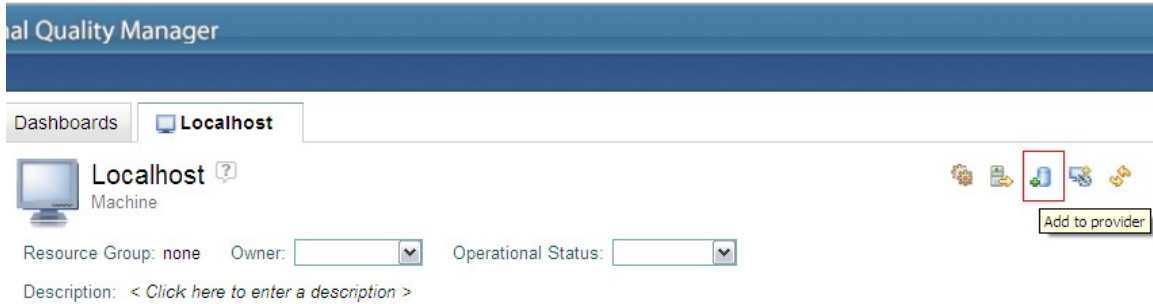 al Quality Manager
Dashboards Localhost
Localhost ?
Machine
Add to provider
Resource Group: none Owner: Operational Status:
Description: < Click here to enter a description >